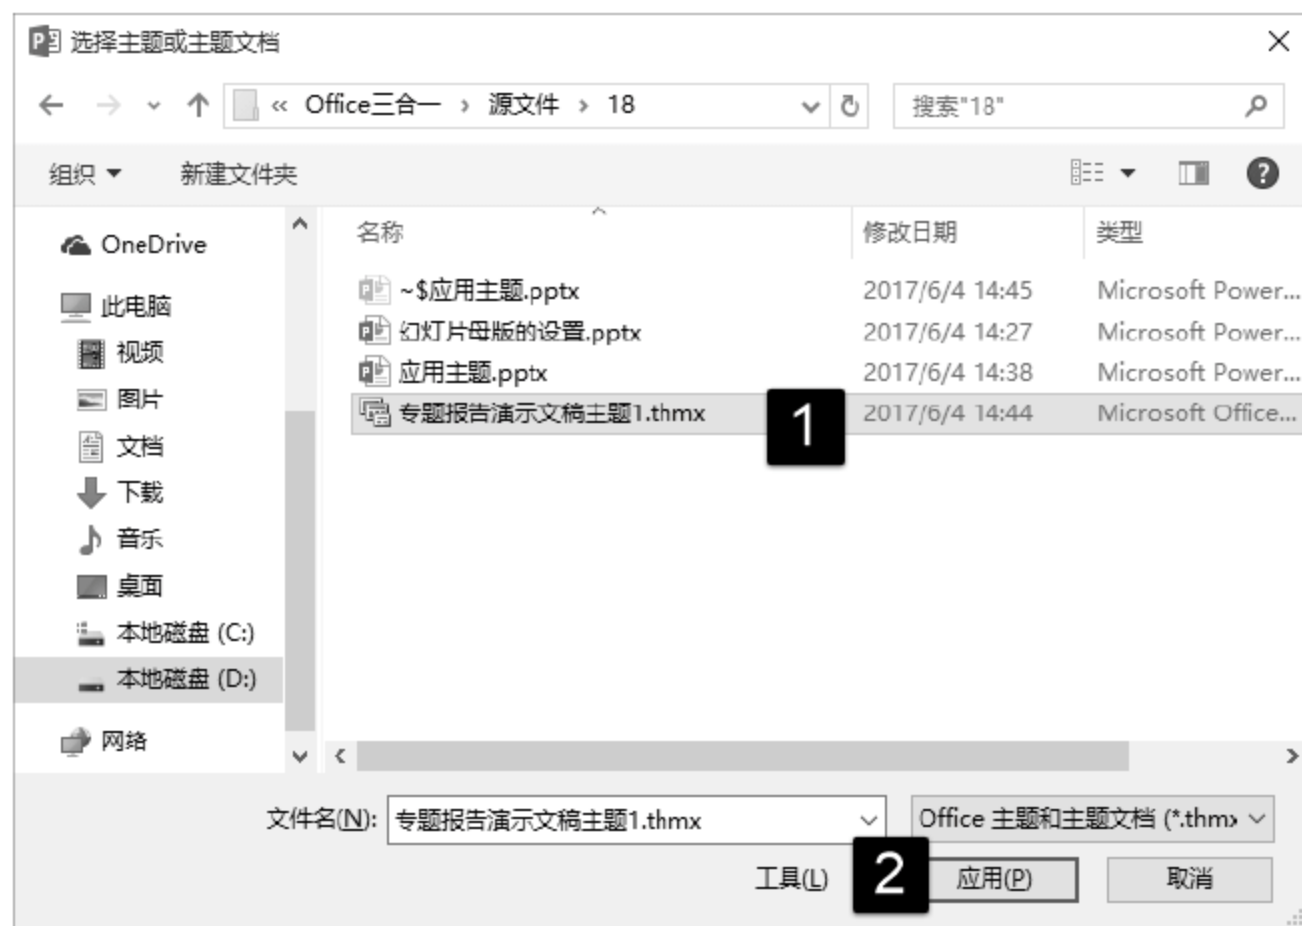 选择主题或主题文档
« Office三合一 › 源文件 › 18
搜索"18"
组织
新建文件夹
名称 修改日期 类型
OneDrive
此电脑
视频
图片
文档
下载
音乐
桌面
本地磁盘 (C:)
本地磁盘 (D:)
网络
~$应用主题.pptx 2017/6/4 14:45 Microsoft Power...
幻灯片母版的设置.pptx 2017/6/4 14:27 Microsoft Power...
应用主题.pptx 2017/6/4 14:38 Microsoft Power...
专题报告演示文稿主题1.thmx 1 2017/6/4 14:44 Microsoft Office...
文件名(N): 专题报告演示文稿主题1.thmx Office 主题和主题文档 (*.thmx
工具(L) 2 应用(P) 取消